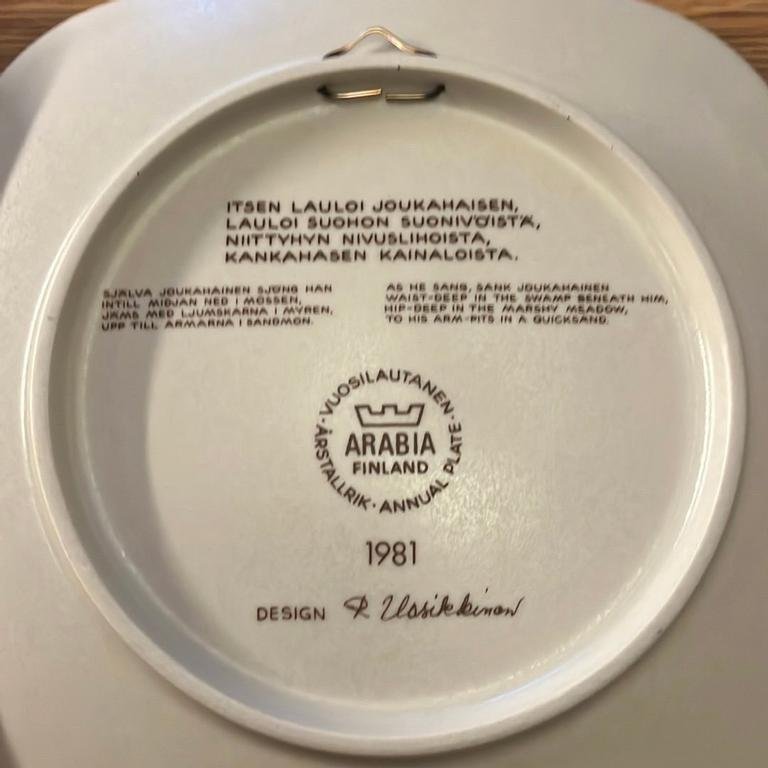 ITSEN LAULOI JOUKAHAISEN,
LAULOI SUOHON SUONIVÖISTÄ,
NIITTYHYN NIVUSLIHOISTA,
KANKAHASEN KAINALOISTA.
SJÄLVA JOUKAHAINEN SJÖNG HAN
INTILL MIDJAN NED I MOSSEN,
JÄMS MED LJUMSKARNA I MYREN,
UPP TILL ARMARNA I SANDMON.
AS HE SANG, SANK JOUKAHAINEN
WAIST-DEEP IN THE SWAMP BENEATH HIM,
HIP-DEEP IN THE MARSHY MEADOW,
TO HIS ARM-PITS IN A QUICKSAND.
· VUOSILAUTANEN ·
ARABIA
FINLAND
ÅRSTALLRIK · ANNUAL PLATE
1981
DESIGN R Uosikkinen